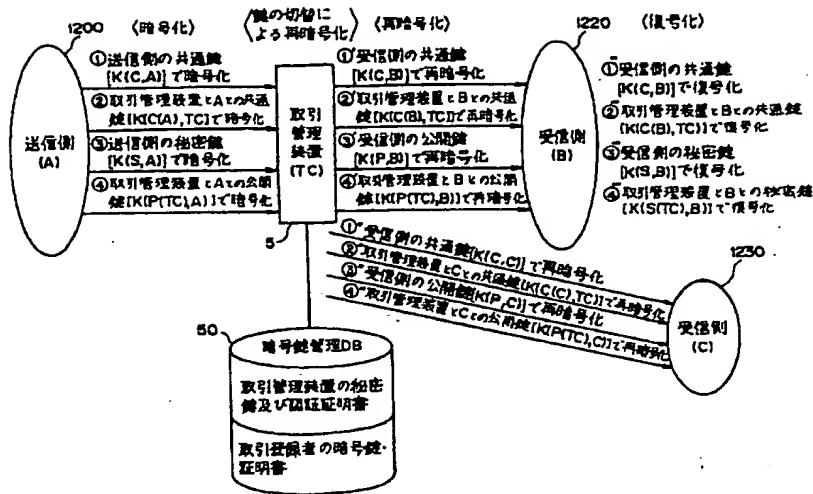 1200
〈暗号化〉
送信側
(A)
①送信側の共通鍵
[K(C,A)]で暗号化
②取引管理装置とAとの共通
鍵[K(C(A),TC]で暗号化
③送信側の秘密鍵
[K(S,A)]で暗号化
④取引管理装置とAとの公開
鍵[K(P(TC),A)]で暗号化
〈鍵の切替に
よる再暗号化〉
取引
管理
装置
(TC)
5
〈再暗号化〉
①'受信側の共通鍵
[K(C,B)]で再暗号化
②'取引管理装置とBとの共通
鍵[K(C(B),TC]で再暗号化
③'受信側の公開鍵
[K(P,B)]で再暗号化
④'取引管理装置とBとの公開
鍵[K(P(TC),B)]で再暗号化
1220
〈復号化〉
受信側
(B)
①"受信側の共通鍵
[K(C,B)]で復号化
②"取引管理装置とBとの共通鍵
[K(C(B),TC)]で復号化
③"受信側の秘密鍵
[K(S,B)]で復号化
④"取引管理装置とBとの秘密鍵
[K(S(TC),B)]で復号化
①"受信側の共通鍵[K(C,C)]で再暗号化
②"取引管理装置とCとの共通鍵[K(C(C),TC)]で再暗号化
③"受信側の公開鍵[K(P,C)]で再暗号化
④"取引管理装置とCとの公開鍵[K(P(TC),C)]で再暗号化
1230
受信側
(C)
50
暗号鍵管理DB
取引管理装置の秘密
鍵及び認証証明書
取引登録者の暗号鍵・
証明書